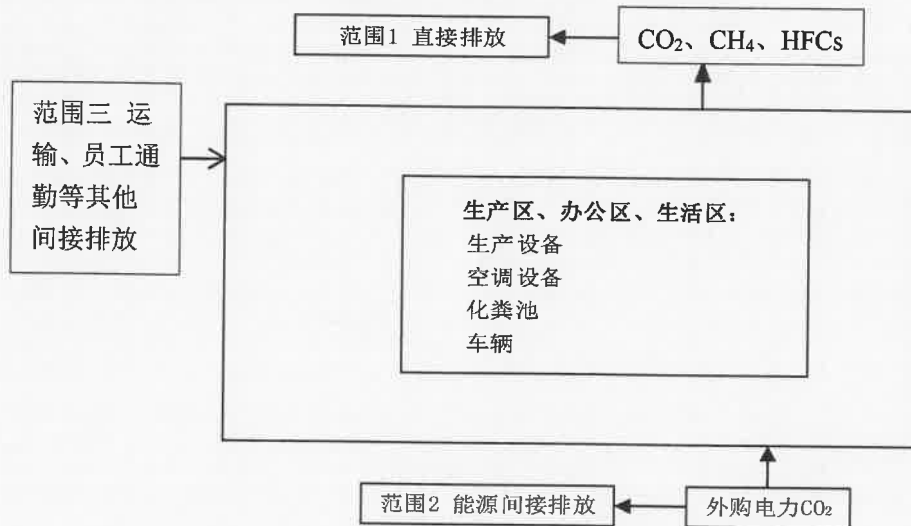 范围1 直接排放
CO₂、CH₄、HFCs
范围三 运
输、员工通
勤等其他
间接排放
生产区、办公区、生活区：
生产设备
空调设备
化粪池
车辆
范围2 能源间接排放
外购电力CO₂